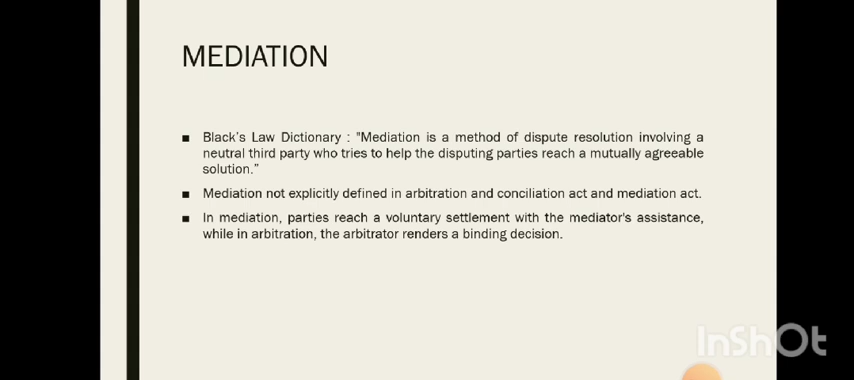 MEDIATION
■ Black's Law Dictionary : "Mediation is a method of dispute resolution involving a
neutral third party who tries to help the disputing parties reach a mutually agreeable
solution."
■ Mediation not explicitly defined in arbitration and conciliation act and mediation act.
■ In mediation, parties reach a voluntary settlement with the mediator's assistance,
while in arbitration, the arbitrator renders a binding decision.
InShOt